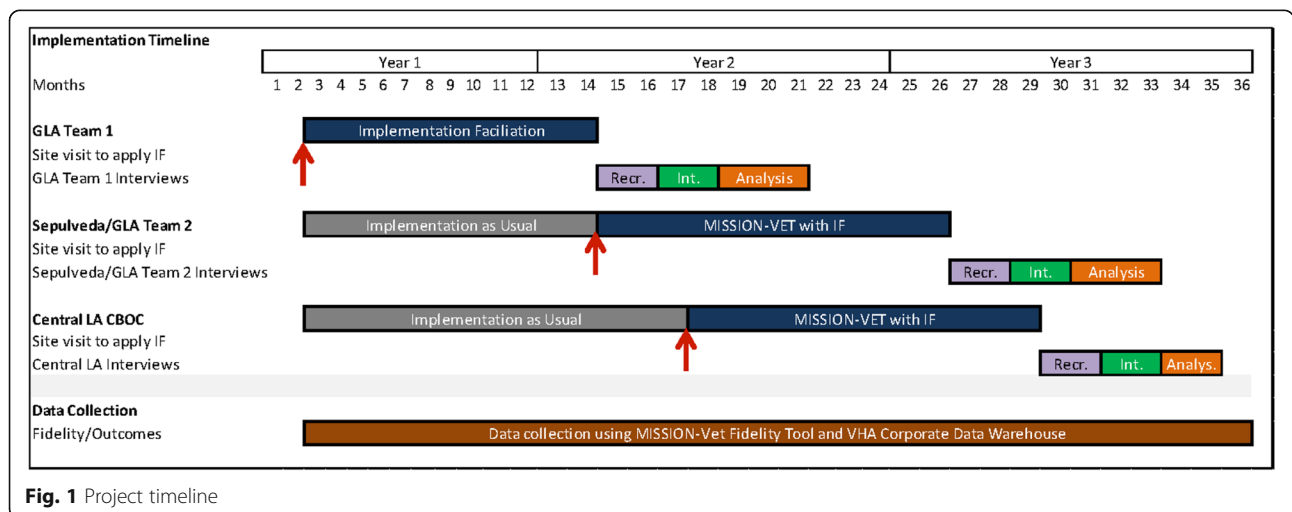 Implementation Timeline
Year 1 Year 2 Year 3
Months 1 2 3 4 5 6 7 8 9 10 11 12 13 14 15 16 17 18 19 20 21 22 23 24 25 26 27 28 29 30 31 32 33 34 35 36
GLA Team 1 Implementation Faciliation
Site visit to apply IF
GLA Team 1 Interviews Recr. Int. Analysis
Sepulveda/GLA Team 2 Implementation as Usual MISSION-VET with IF
Site visit to apply IF
Sepulveda/GLA Team 2 Interviews Recr. Int. Analysis
Central LA CBOC Implementation as Usual MISSION-VET with IF
Site visit to apply IF
Central LA Interviews Recr. Int. Analys.
Data Collection
Fidelity/Outcomes Data collection using MISSION-Vet Fidelity Tool and VHA Corporate Data Warehouse
Fig. 1 Project timeline